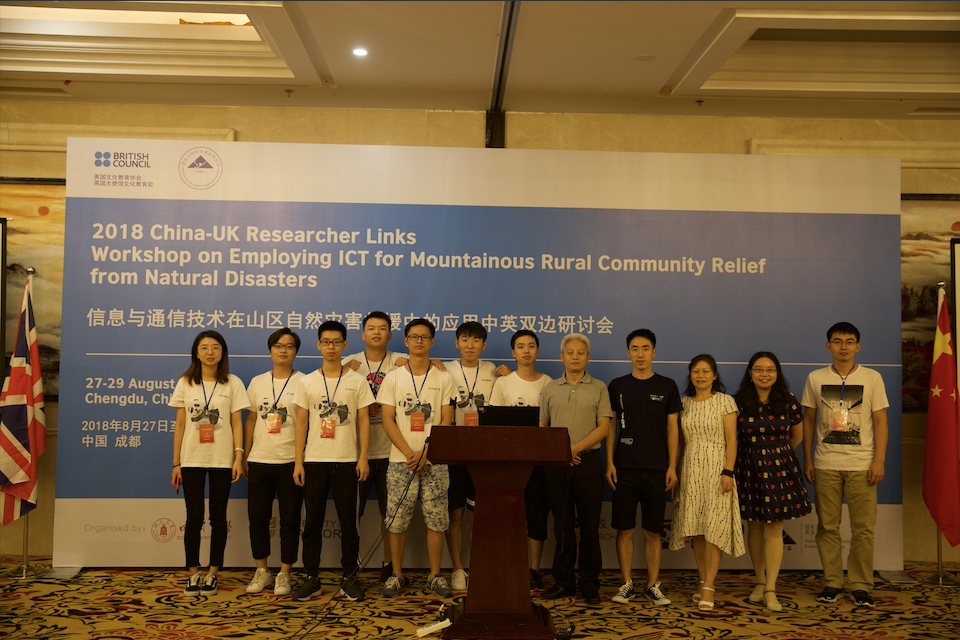 BRITISH
COUNCIL
英国文化教育协会
英国大使馆文化教育处
2018 China-UK Researcher Links
Workshop on Employing ICT for Mountainous Rural Community Relief
from Natural Disasters
信息与通信技术在山区自然灾害 援 的应用中英双边研讨会
27-29 August
Chengdu, Chi
2018年8月27日至
中国 成都
Organised by: